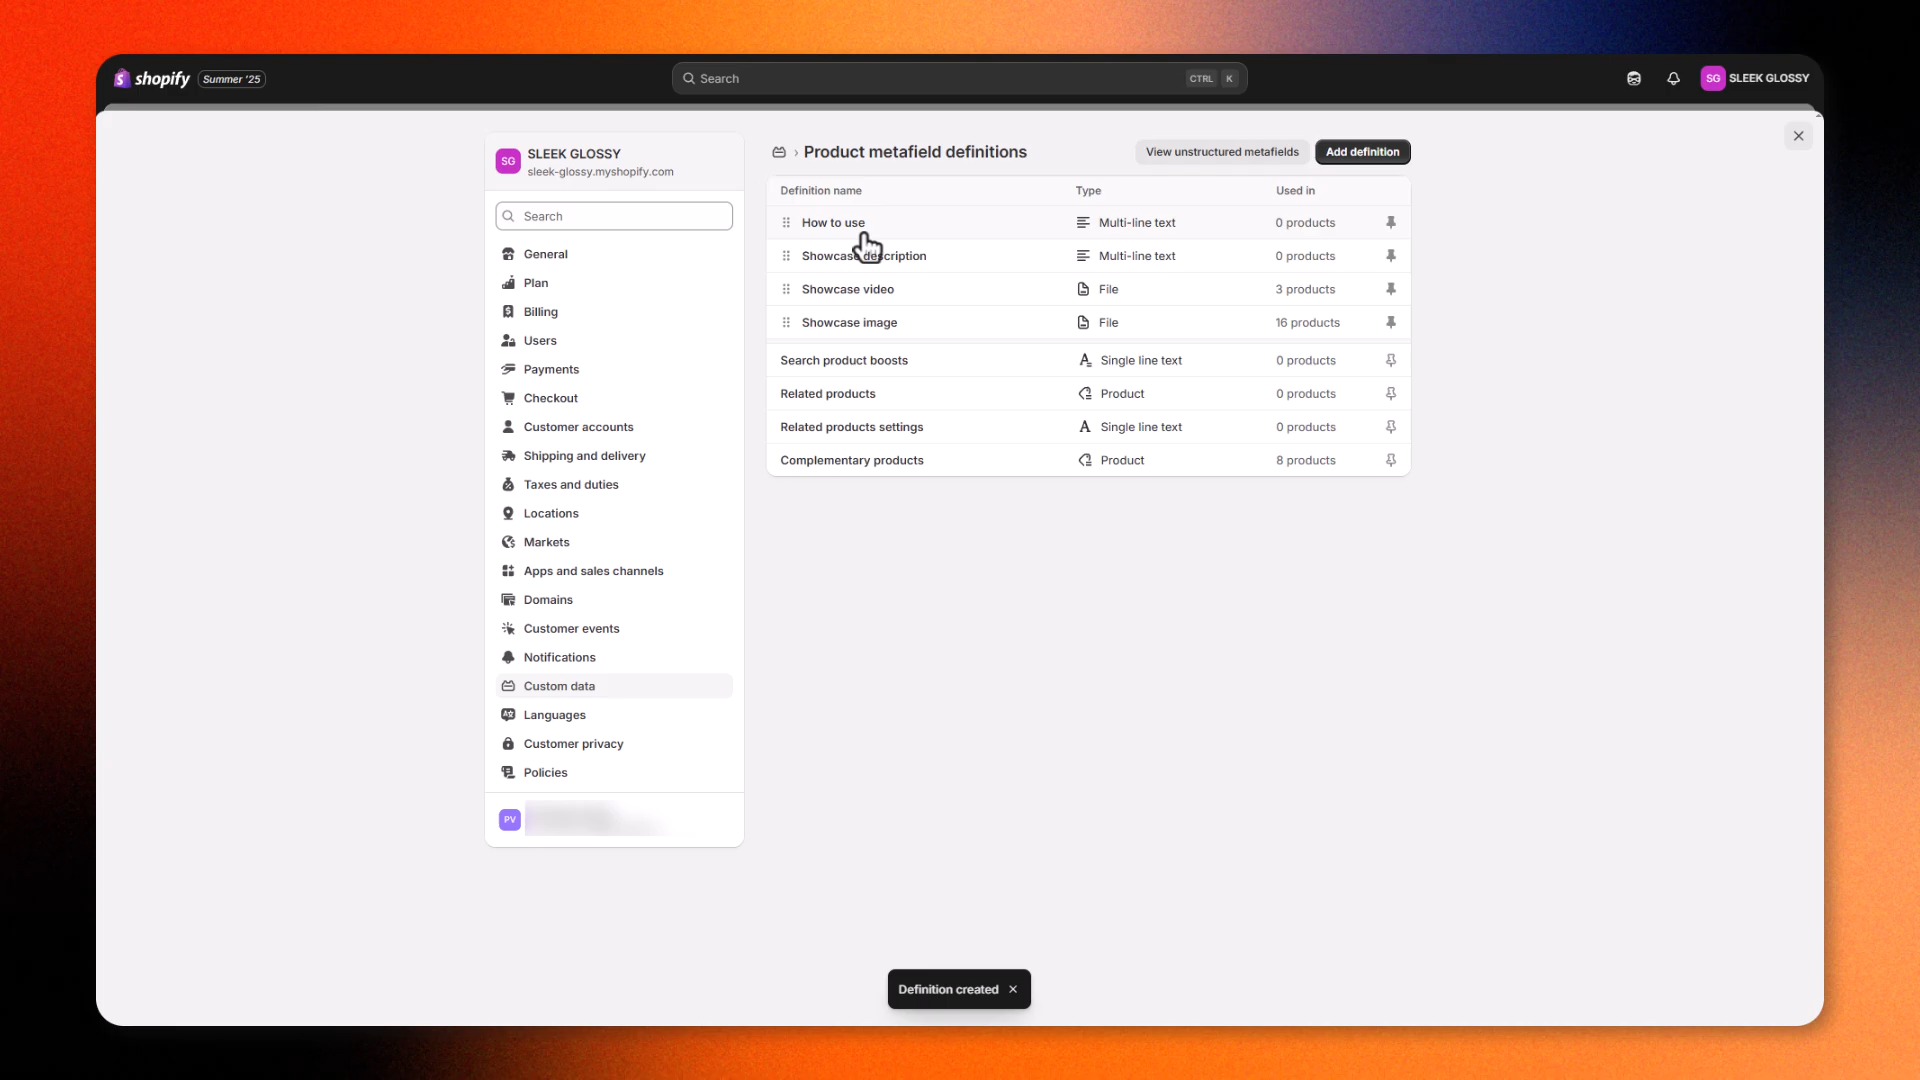 shopify Summer '25
Search CTRL K
SG SLEEK GLOSSY
SG SLEEK GLOSSY
sleek-glossy.myshopify.com
Search
General
Plan
Billing
Users
Payments
Checkout
Customer accounts
Shipping and delivery
Taxes and duties
Locations
Markets
Apps and sales channels
Domains
Customer events
Notifications
Custom data
Languages
Customer privacy
Policies
PV
› Product metafield definitions
View unstructured metafields Add definition
Definition name Type Used in
How to use Multi-line text 0 products
Showcase description Multi-line text 0 products
Showcase video File 3 products
Showcase image File 16 products
Search product boosts Single line text 0 products
Related products Product 0 products
Related products settings Single line text 0 products
Complementary products Product 8 products
Definition created ×